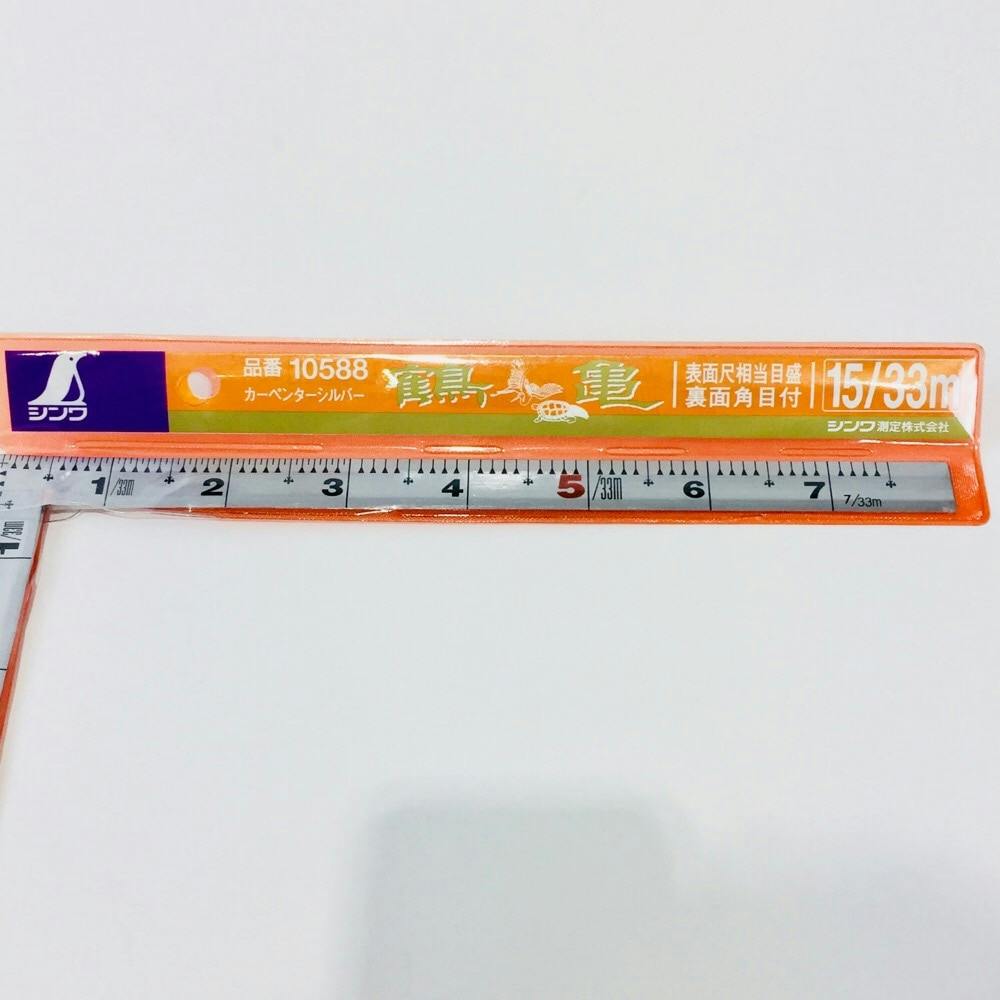 シンワ
品番 10588
カーペンターシルバー
鶴亀
表面尺相当目盛
裏面角目付
15/33m
シンワ測定株式会社
1 /33m 2 3 4 5 /33m 6 7 7/33m
1/33m